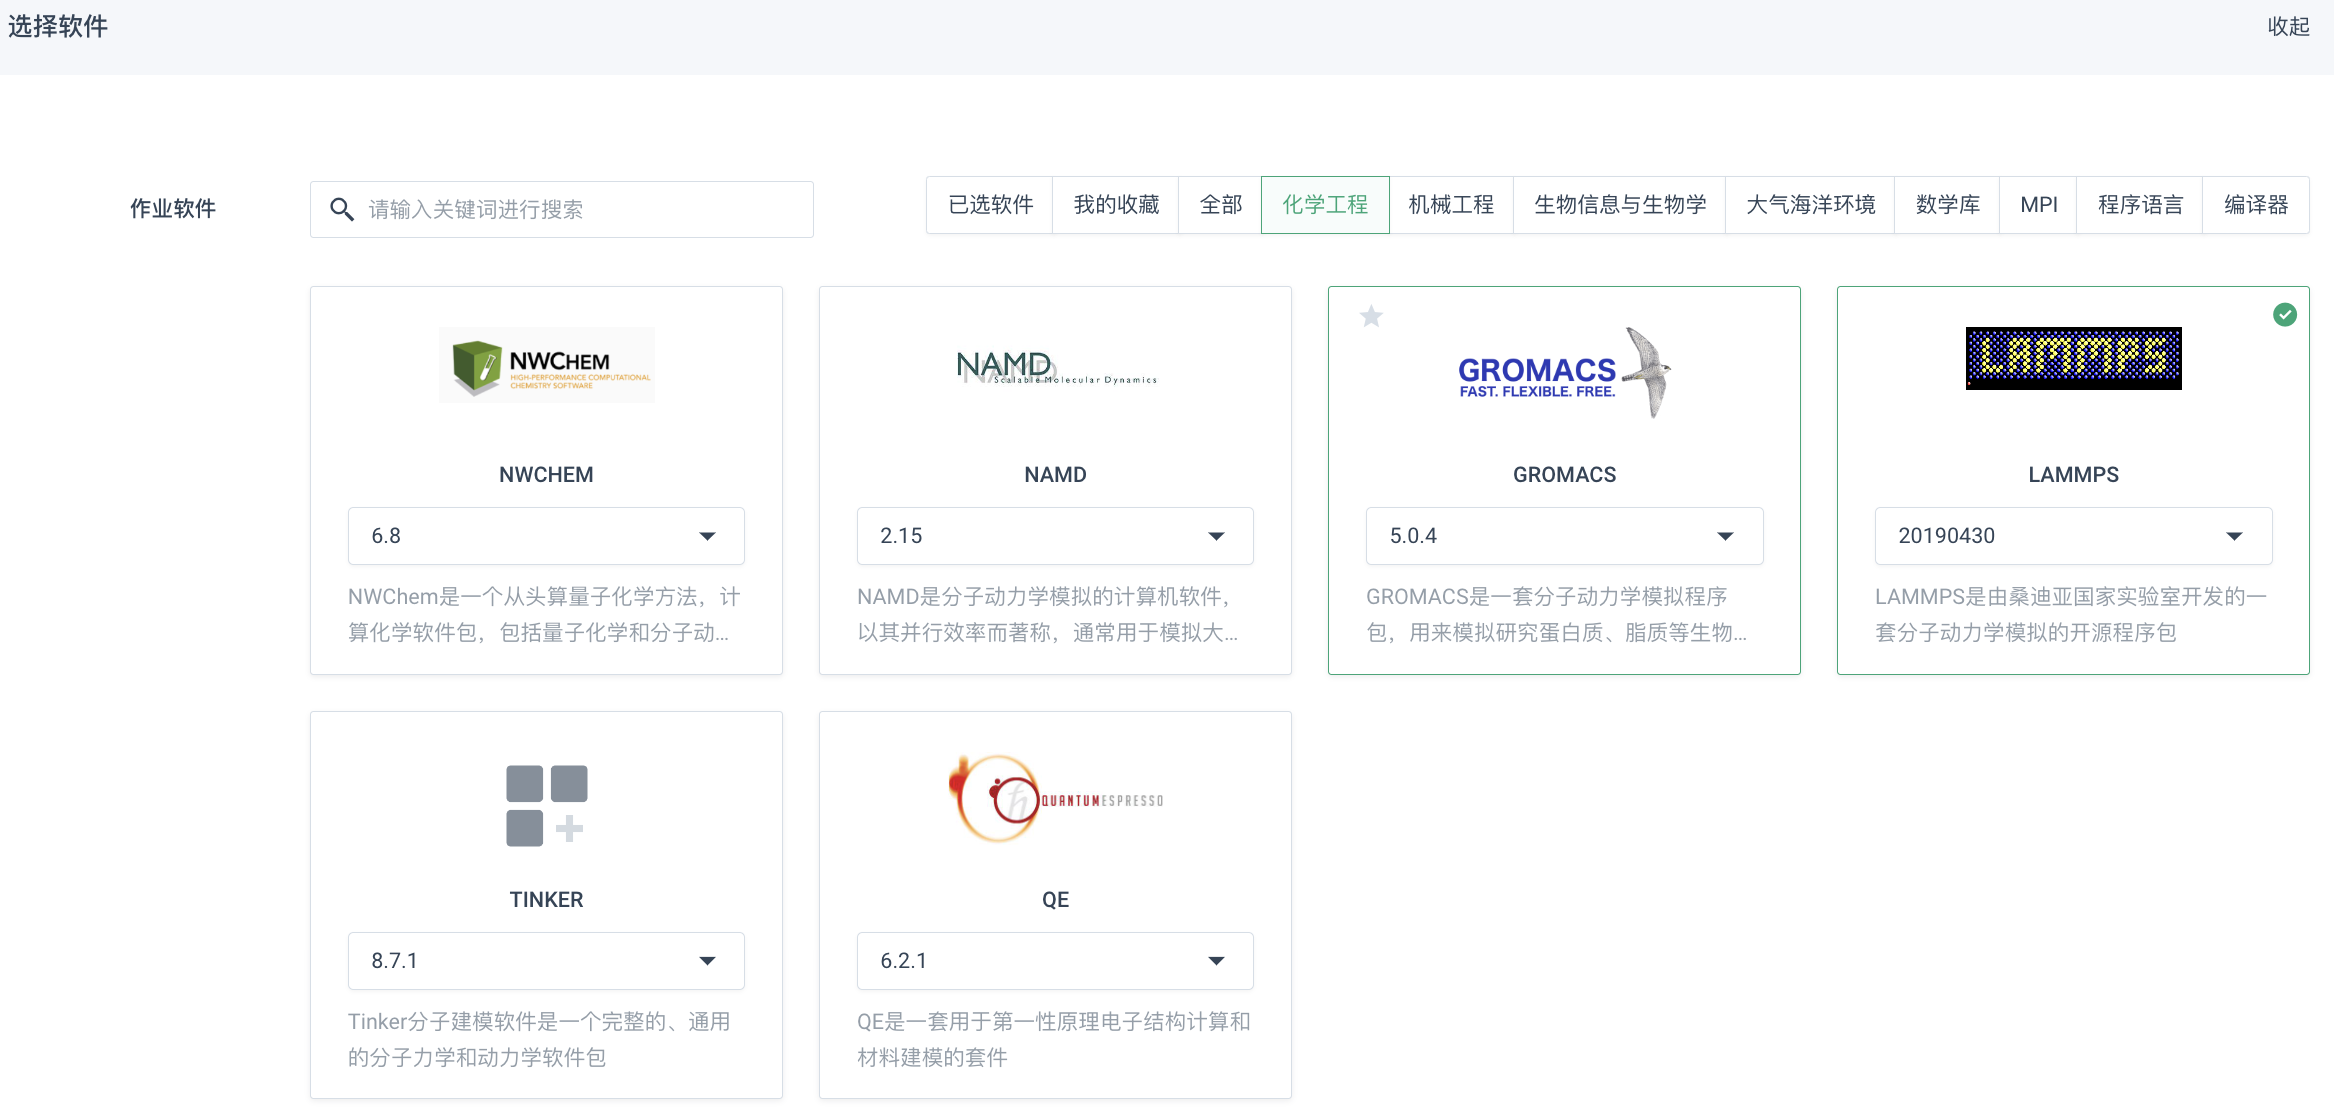 选择软件
收起
作业软件
请输入关键词进行搜索
已选软件
我的收藏
全部
化学工程
机械工程
生物信息与生物学
大气海洋环境
数学库
MPI
程序语言
编译器
NWCHEM
HIGH-PERFORMANCE COMPUTATIONAL
CHEMISTRY SOFTWARE
NWCHEM
6.8
NWChem是一个从头算量子化学方法，计
算化学软件包，包括量子化学和分子动...
NAMD
Scalable Molecular Dynamics
NAMD
2.15
NAMD是分子动力学模拟的计算机软件，
以其并行效率而著称，通常用于模拟大...
GROMACS
FAST. FLEXIBLE. FREE.
GROMACS
5.0.4
GROMACS是一套分子动力学模拟程序
包，用来模拟研究蛋白质、脂质等生物...
LAMMPS
LAMMPS
20190430
LAMMPS是由桑迪亚国家实验室开发的一
套分子动力学模拟的开源程序包
TINKER
8.7.1
Tinker分子建模软件是一个完整的、通用
的分子力学和动力学软件包
ħ
QUANTUMESPRESSO
QE
6.2.1
QE是一套用于第一性原理电子结构计算和
材料建模的套件